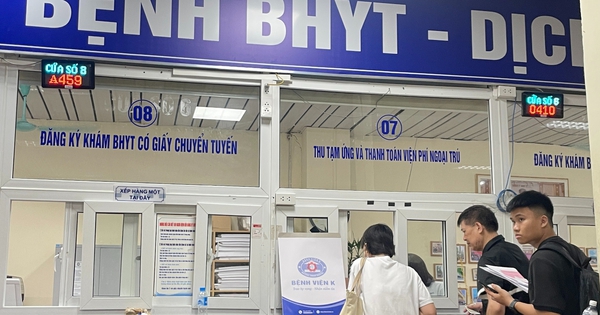 BỆNH BHYT - DỊC
CỬA SỐ 8
A459
CỬA SỐ 6
0410
08
ĐĂNG KÝ KHÁM BHYT CÓ GIẤY CHUYỂN TUYẾN
07
THU TẠM ỨNG VÀ THANH TOÁN VIỆN PHÍ NGOẠI TRÚ
ĐĂNG KÝ KHÁM B
XẾP HÀNG MỘT
TẠI ĐÂY
BỆNH VIỆN K